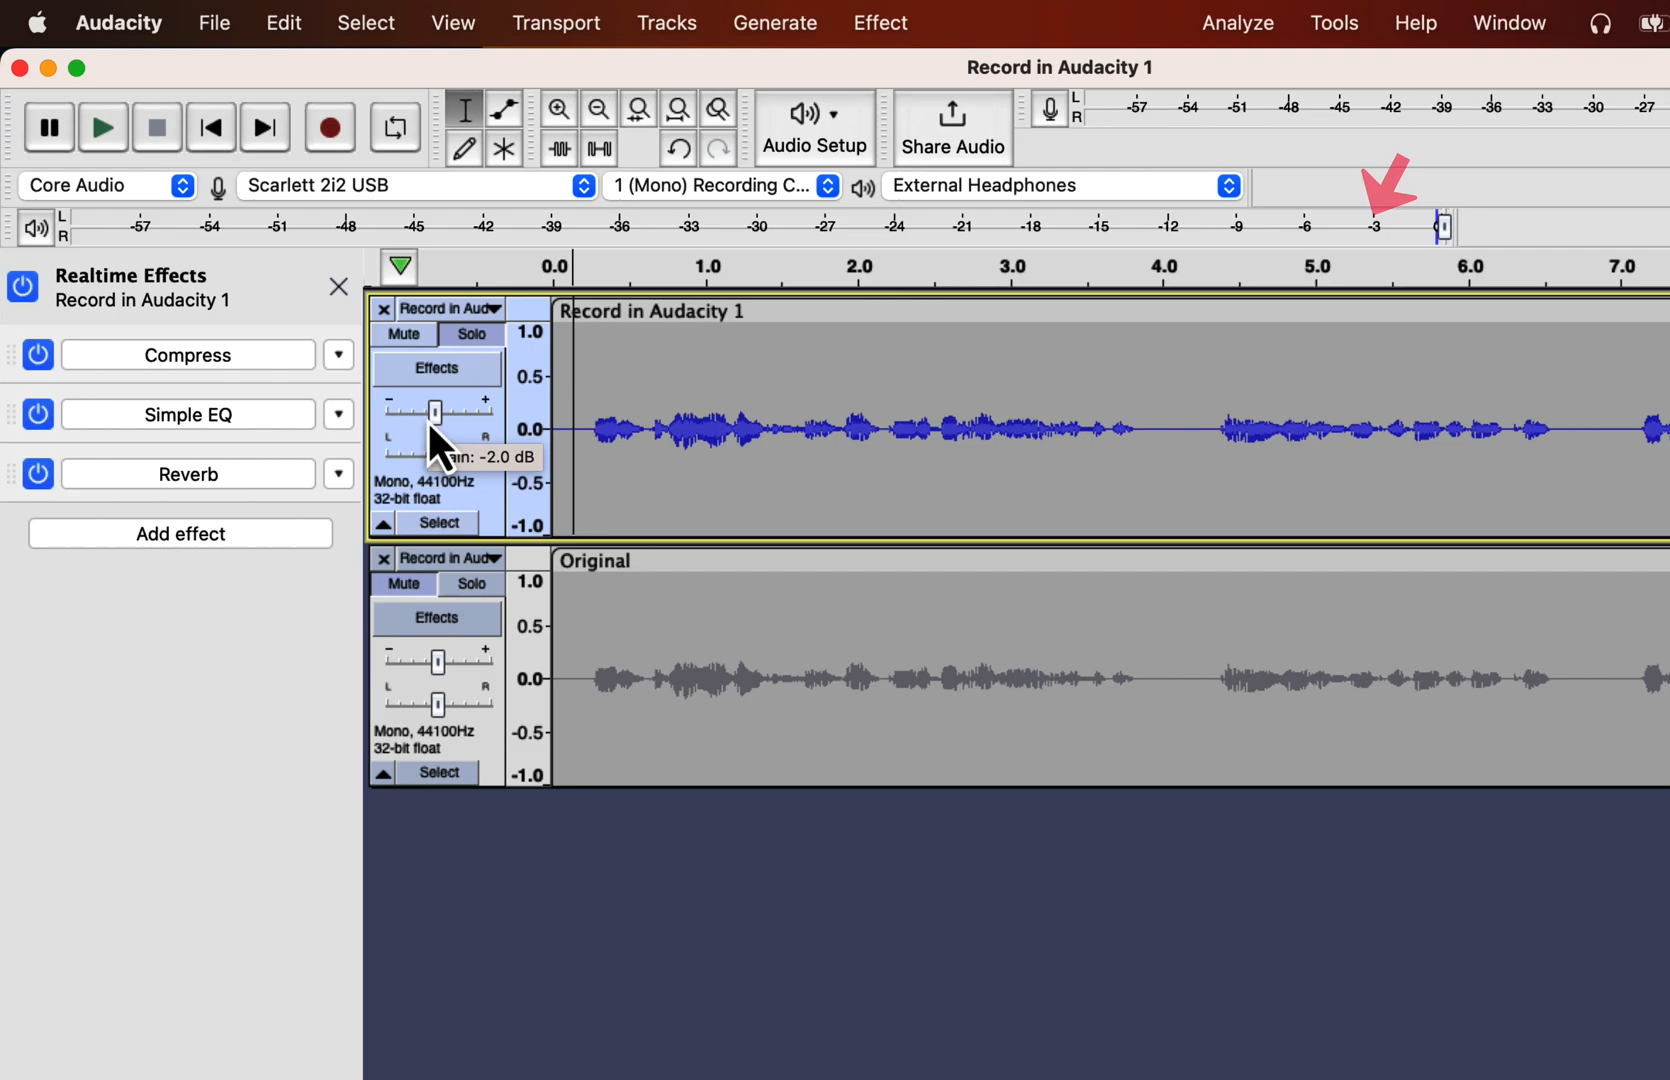 Audacity File Edit Select View Transport Tracks Generate Effect Analyze Tools Help Window
Record in Audacity 1
Audio Setup
Share Audio
L
R
-57 -54 -51 -48 -45 -42 -39 -36 -33 -30 -27
Core Audio
Scarlett 2i2 USB
1 (Mono) Recording C...
External Headphones
L
R
-57 -54 -51 -48 -45 -42 -39 -36 -33 -30 -27 -24 -21 -18 -15 -12 -9 -6 -3
Realtime Effects
Record in Audacity 1
Compress
Simple EQ
Reverb
Add effect
0.0 1.0 2.0 3.0 4.0 5.0 6.0 7.0
Record in Aud
Mute Solo
Effects
- +
L R
ain: -2.0 dB
Mono, 44100Hz
32-bit float
Select
1.0
0.5
0.0
-0.5
-1.0
Record in Audacity 1
Record in Aud
Mute Solo
Effects
- +
L R
Mono, 44100Hz
32-bit float
Select
1.0
0.5
0.0
-0.5
-1.0
Original